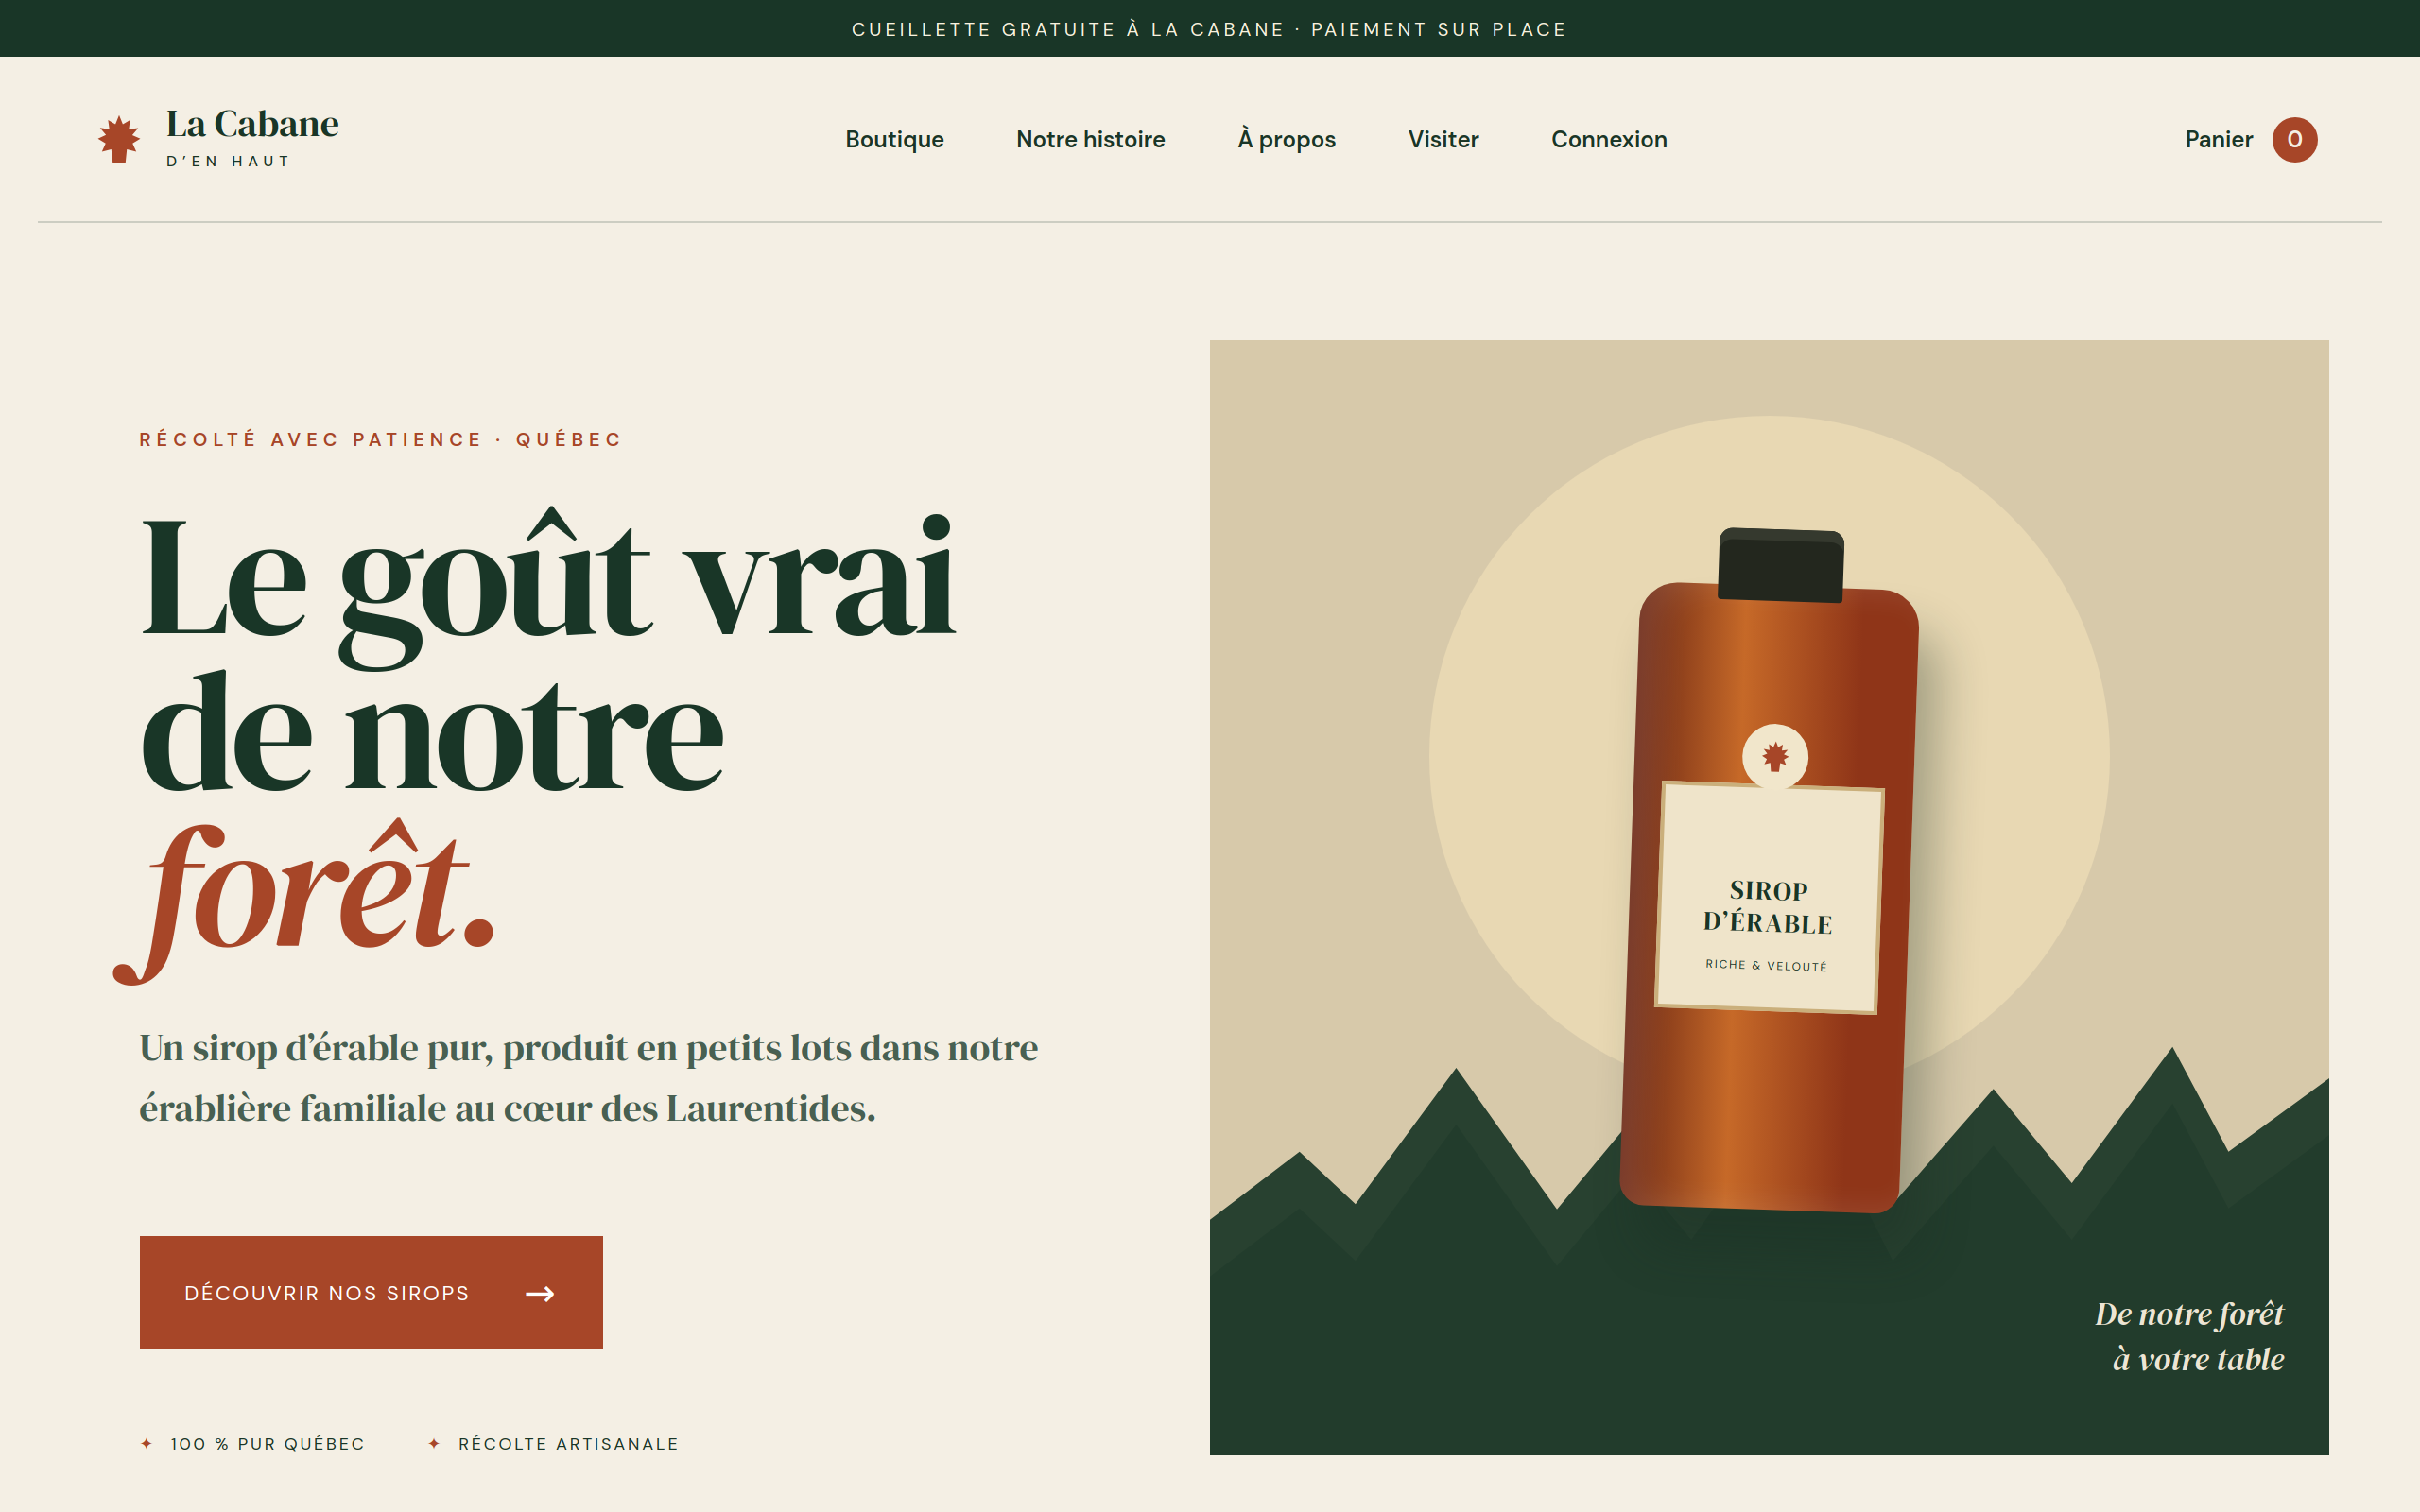 CUEILLETTE GRATUITE À LA CABANE · PAIEMENT SUR PLACE
La Cabane
D’EN HAUT
Boutique
Notre histoire
À propos
Visiter
Connexion
Panier
0
RÉCOLTÉ AVEC PATIENCE · QUÉBEC
Le goût vrai
de notre
forêt.
Un sirop d’érable pur, produit en petits lots dans notre
érablière familiale au cœur des Laurentides.
DÉCOUVRIR NOS SIROPS →
✦ 100 % PUR QUÉBEC
✦ RÉCOLTE ARTISANALE
SIROP
D’ÉRABLE
RICHE & VELOUTÉ
De notre forêt
à votre table